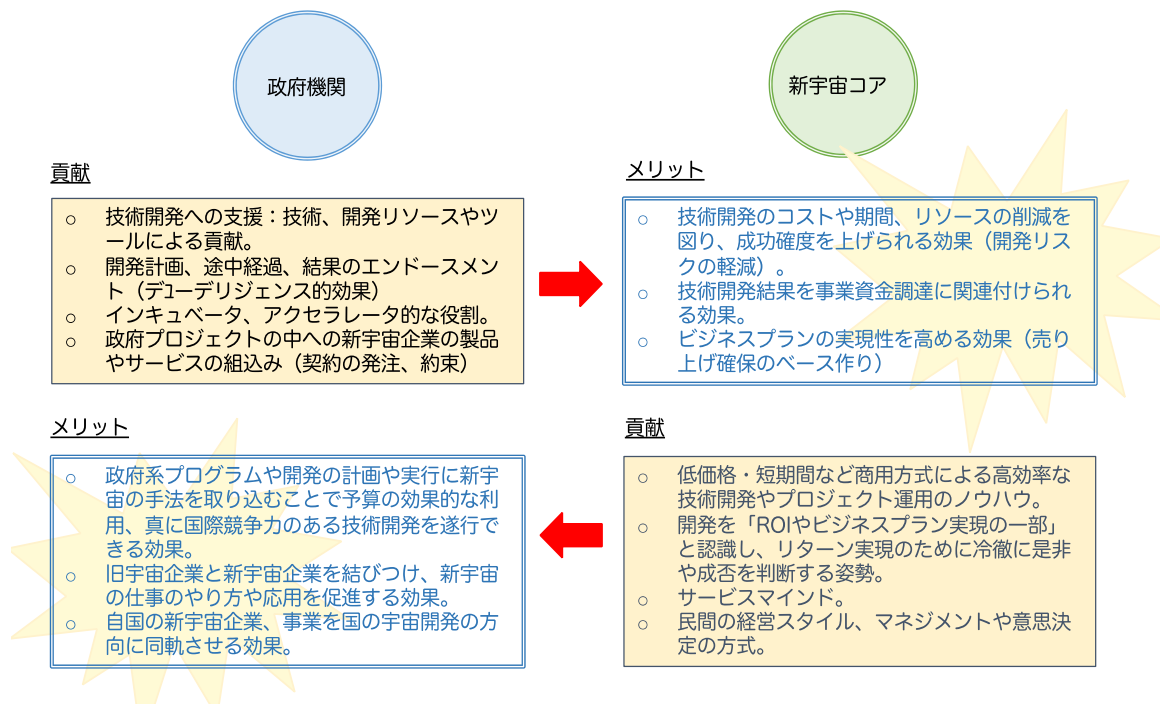 政府機関
新宇宙コア
貢献
○ 技術開発への支援：技術、開発リソースやツ
ールによる貢献。
○ 開発計画、途中経過、結果のエンドースメン
ト（デューデリジェンス的効果）
○ インキュベータ、アクセラレータ的な役割。
○ 政府プロジェクトの中への新宇宙企業の製品
やサービスの組込み（契約の発注、約束）
メリット
○ 技術開発のコストや期間、リソースの削減を
図り、成功確度を上げられる効果（開発リス
クの軽減）。
○ 技術開発結果を事業資金調達に関連付けられ
る効果。
○ ビジネスプランの実現性を高める効果（売り
上げ確保のベース作り）
メリット
○ 政府系プログラムや開発の計画や実行に新宇
宙の手法を取り込むことで予算の効果的な利
用、真に国際競争力のある技術開発を遂行で
きる効果。
○ 旧宇宙企業と新宇宙企業を結びつけ、新宇宙
の仕事のやり方や応用を促進する効果。
○ 自国の新宇宙企業、事業を国の宇宙開発の方
向に同軌させる効果。
貢献
○ 低価格・短期間など商用方式による高効率な
技術開発やプロジェクト運用のノウハウ。
○ 開発を「ROIやビジネスプラン実現の一部」
と認識し、リターン実現のために冷徹に是非
や成否を判断する姿勢。
○ サービスマインド。
○ 民間の経営スタイル、マネジメントや意思決
定の方式。